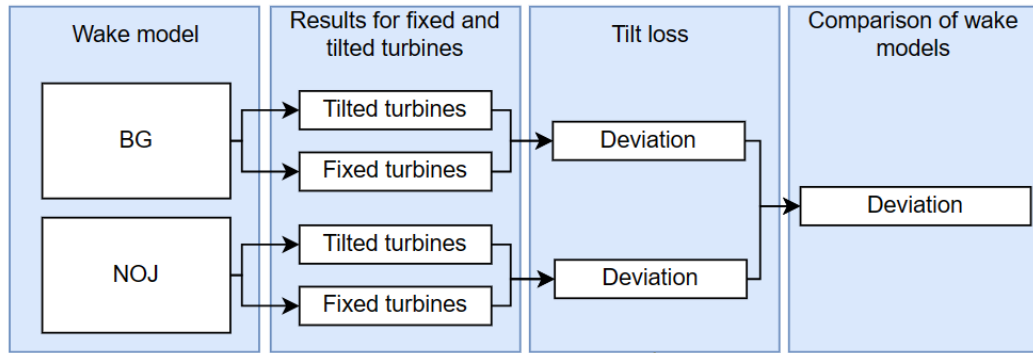 Wake model
Results for fixed and
tilted turbines
Tilt loss
Comparison of wake
models
BG
Tilted turbines
Fixed turbines
Deviation
Deviation
NOJ
Tilted turbines
Fixed turbines
Deviation